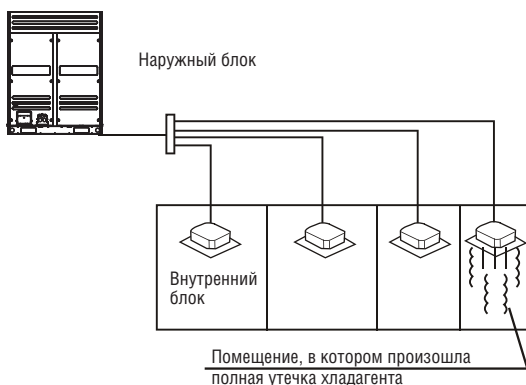 Наружный блок
Внутренний
блок
Помещение, в котором произошла
полная утечка хладагента